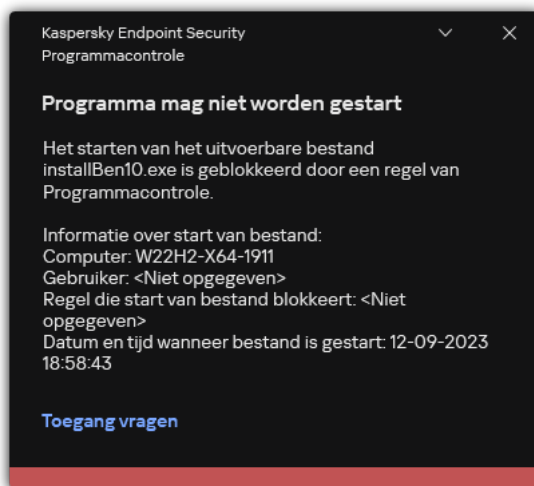 Kaspersky Endpoint Security
Programmacontrole
Programma mag niet worden gestart
Het starten van het uitvoerbare bestand
installBen10.exe is geblokkeerd door een regel van
Programmacontrole.
Informatie over start van bestand:
Computer: W22H2-X64-1911
Gebruiker: <Niet opgegeven>
Regel die start van bestand blokkeert: <Niet
opgegeven>
Datum en tijd wanneer bestand is gestart: 12-09-2023
18:58:43
Toegang vragen